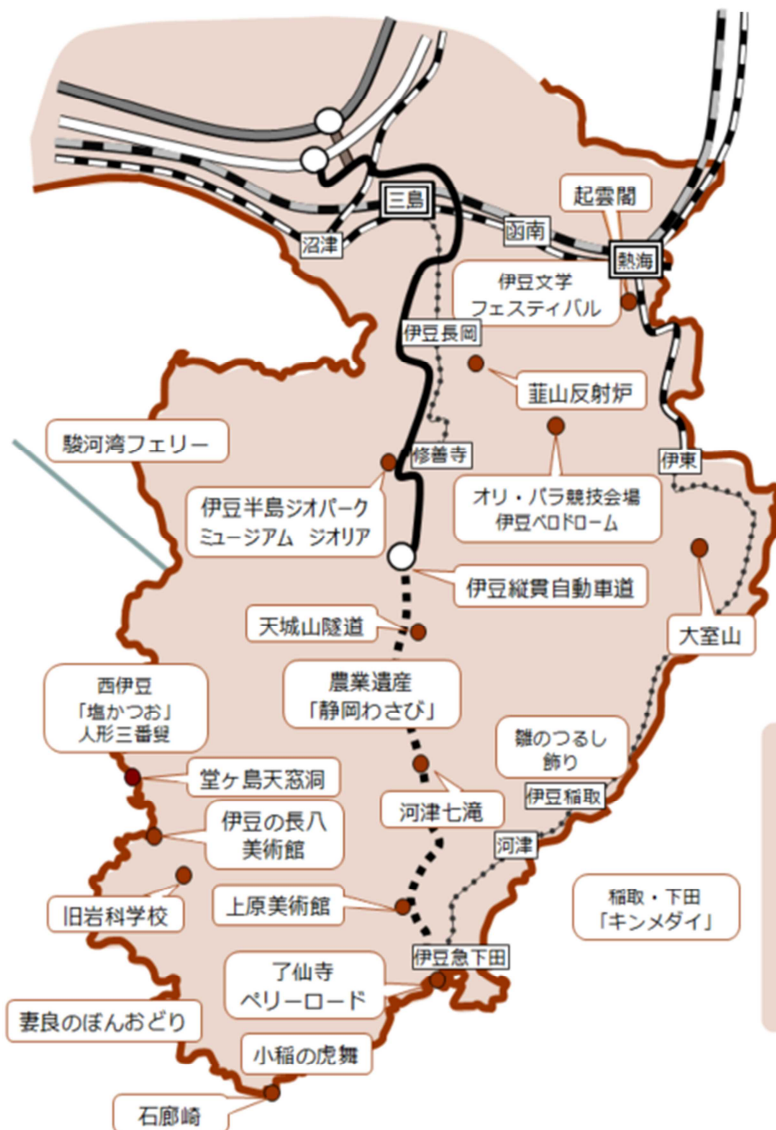 起雲閣
三島
函南
沼津
熱海
伊豆文学
フェスティバル
伊豆長岡
韮山反射炉
駿河湾フェリー
修善寺
伊東
伊豆半島ジオパーク
ミュージアム ジオリア
オリ・パラ競技会場
伊豆ベロドローム
伊豆縦貫自動車道
天城山隧道
大室山
西伊豆
「塩かつお」
人形三番叟
農業遺産
「静岡わさび」
雛のつるし
飾り
堂ヶ島天窓洞
伊豆稲取
河津七滝
伊豆の長八
美術館
河津
旧岩科学校
上原美術館
稲取・下田
「キンメダイ」
伊豆急下田
了仙寺
ペリーロード
妻良のぼんおどり
小稲の虎舞
石廊崎